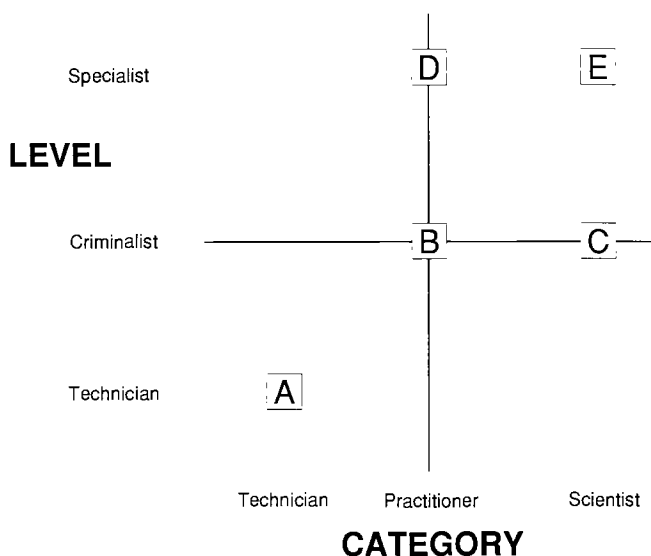 D E
Specialist
LEVEL
Criminalist B C
Technician A
Technician Practitioner Scientist
CATEGORY